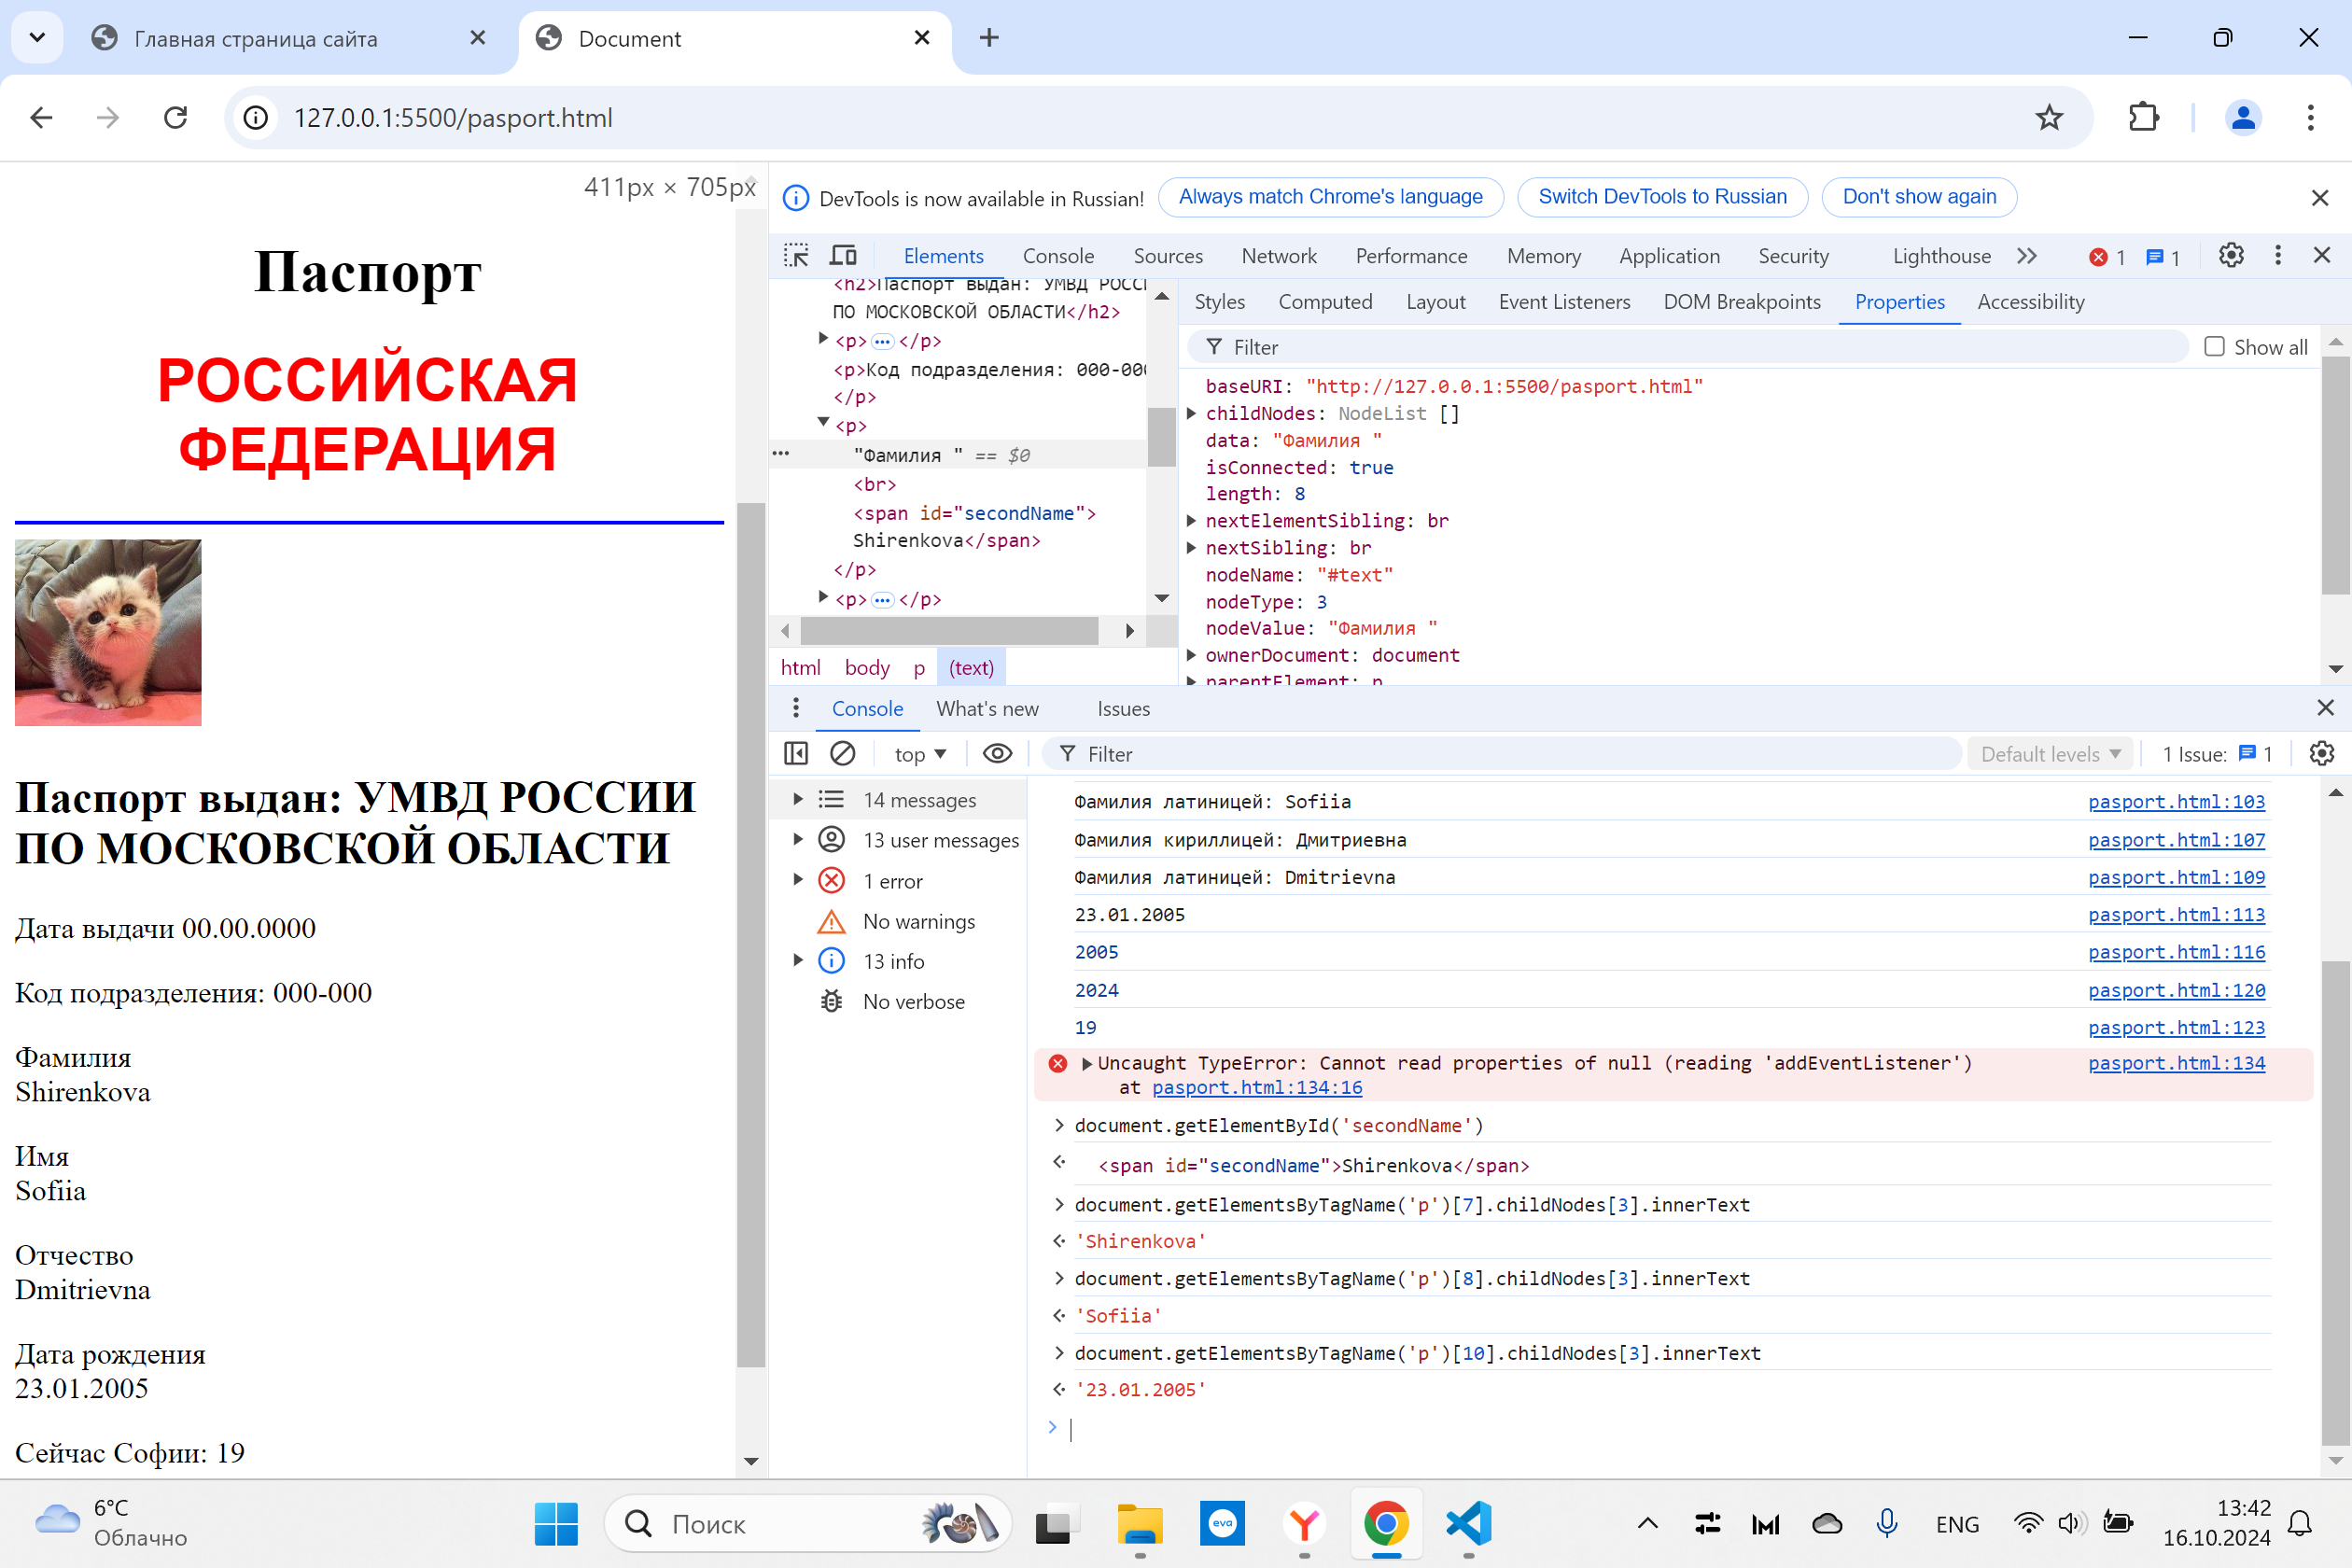 Главная страница сайта
Document
127.0.0.1:5500/pasport.html
411px × 705px
Паспорт
РОССИЙСКАЯ
ФЕДЕРАЦИЯ
Паспорт выдан: УМВД РОССИИ
ПО МОСКОВСКОЙ ОБЛАСТИ
Дата выдачи 00.00.0000
Код подразделения: 000-000
Фамилия
Shirenkova
Имя
Sofiia
Отчество
Dmitrievna
Дата рождения
23.01.2005
Сейчас Софии: 19
DevTools is now available in Russian!
Always match Chrome's language
Switch DevTools to Russian
Don't show again
Elements
Console
Sources
Network
Performance
Memory
Application
Security
Lighthouse
1
1
<h2>Паспорт выдан: УМВД РОССИ
ПО МОСКОВСКОЙ ОБЛАСТИ</h2>
<p>…</p>
<p>Код подразделения: 000-000
</p>
<p>
"Фамилия " == $0
<br>
<span id="secondName">
Shirenkova</span>
</p>
<p>…</p>
html body p (text)
Styles
Computed
Layout
Event Listeners
DOM Breakpoints
Properties
Accessibility
Filter
Show all
baseURI: "http://127.0.0.1:5500/pasport.html"
childNodes: NodeList []
data: "Фамилия "
isConnected: true
length: 8
nextElementSibling: br
nextSibling: br
nodeName: "#text"
nodeType: 3
nodeValue: "Фамилия "
ownerDocument: document
parentElement: p
Console
What's new
Issues
top
Filter
Default levels
1 Issue: 1
14 messages
13 user messages
1 error
No warnings
13 info
No verbose
Фамилия латиницей: Sofiia pasport.html:103
Фамилия кириллицей: Дмитриевна pasport.html:107
Фамилия латиницей: Dmitrievna pasport.html:109
23.01.2005 pasport.html:113
2005 pasport.html:116
2024 pasport.html:120
19 pasport.html:123
Uncaught TypeError: Cannot read properties of null (reading 'addEventListener') pasport.html:134
at pasport.html:134:16
document.getElementById('secondName')
<span id="secondName">Shirenkova</span>
document.getElementsByTagName('p')[7].childNodes[3].innerText
'Shirenkova'
document.getElementsByTagName('p')[8].childNodes[3].innerText
'Sofiia'
document.getElementsByTagName('p')[10].childNodes[3].innerText
'23.01.2005'
6°C
Облачно
Поиск
eva
ENG
13:42
16.10.2024